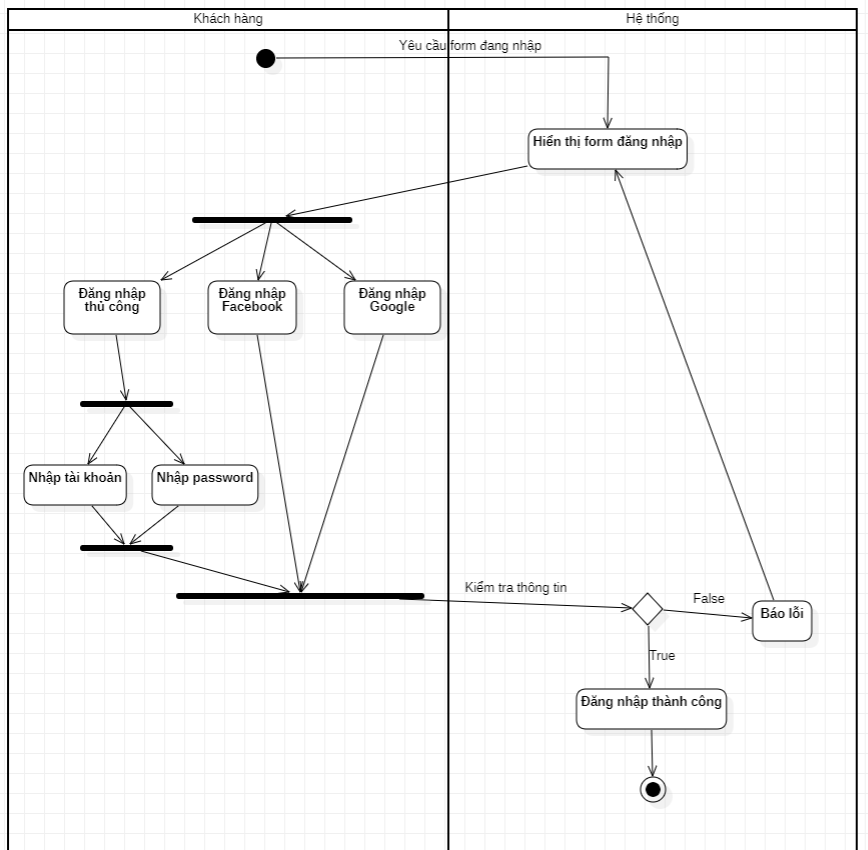 Khách hàng
Hệ thống
Yêu cầu form đang nhập
Hiển thị form đăng nhập
Đăng nhập
thủ công
Đăng nhập
Facebook
Đăng nhập
Google
Nhập tài khoản
Nhập password
Kiểm tra thông tin
False
Báo lỗi
True
Đăng nhập thành công